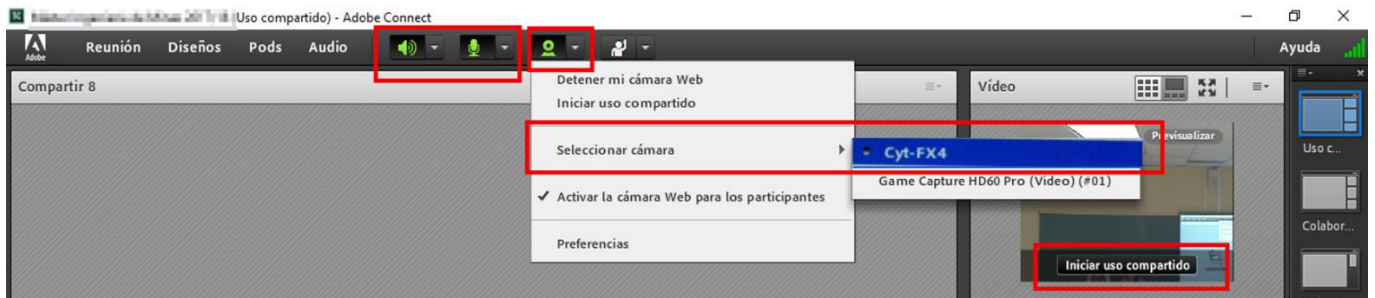 (Uso compartido) - Adobe Connect
Adobe
Reunión Diseños Pods Audio
Ayuda
Compartir 8
Detener mi cámara Web
Iniciar uso compartido
Seleccionar cámara
Activar la cámara Web para los participantes
Preferencias
Cyt-FX4
Game Capture HD60 Pro (Video) (#01)
Vídeo
Previsualizar
Iniciar uso compartido
Uso c...
Colabor...